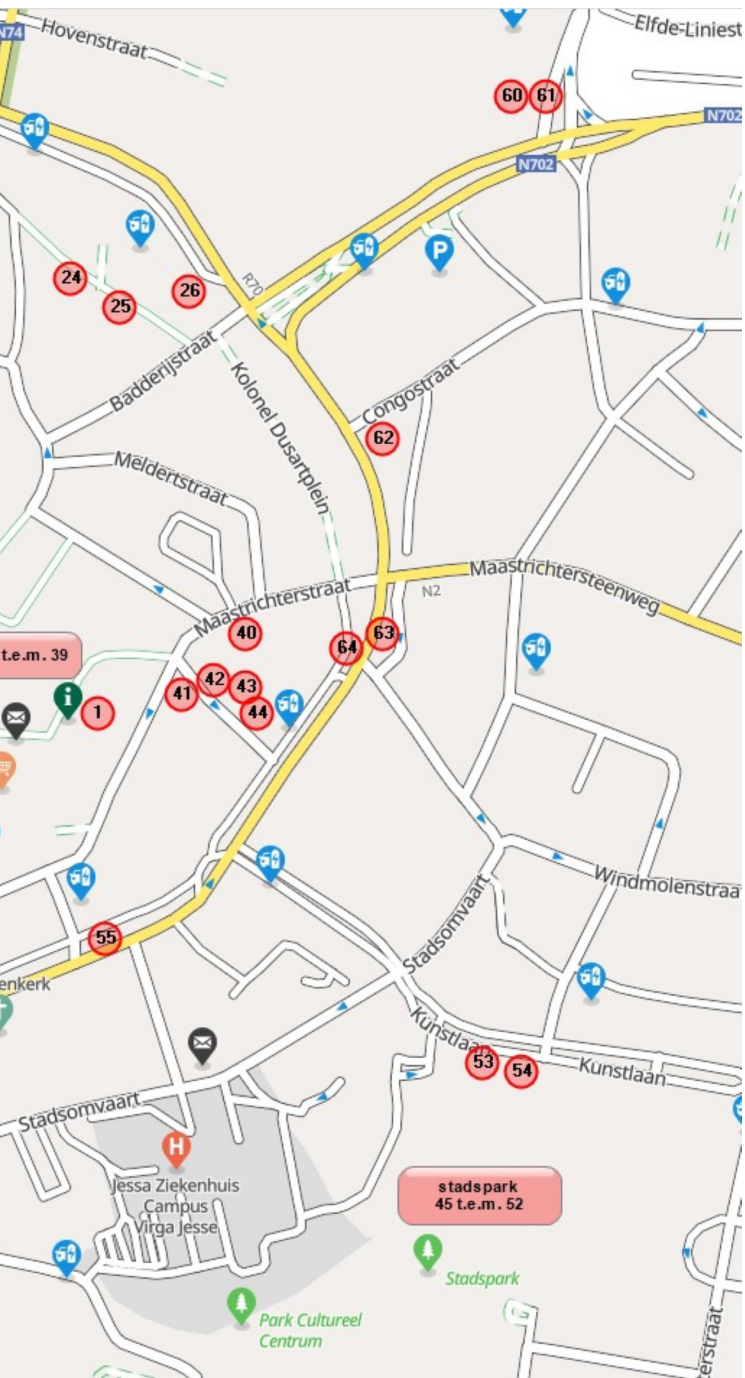 N74
Hovenstraat
Elfde-Liniest
60
61
N702
N702
24
25
26
R70
P
Badderijstraat
Kolonel Dusartplein
Congostraat
62
Meldertstraat
Maastrichterstraat
N2
Maastrichtersteenweg
40
63
64
t.e.m. 39
i
1
41
42
43
44
Windmolenstraa
Stadsomvaart
55
enkerk
Kunstlaan
53
54
Kunstlaan
Stadsomvaart
H
Jessa Ziekenhuis
Campus
Virga Jesse
stadspark
45 t.e.m. 52
Stadspark
Park Cultureel
Centrum
terstraat